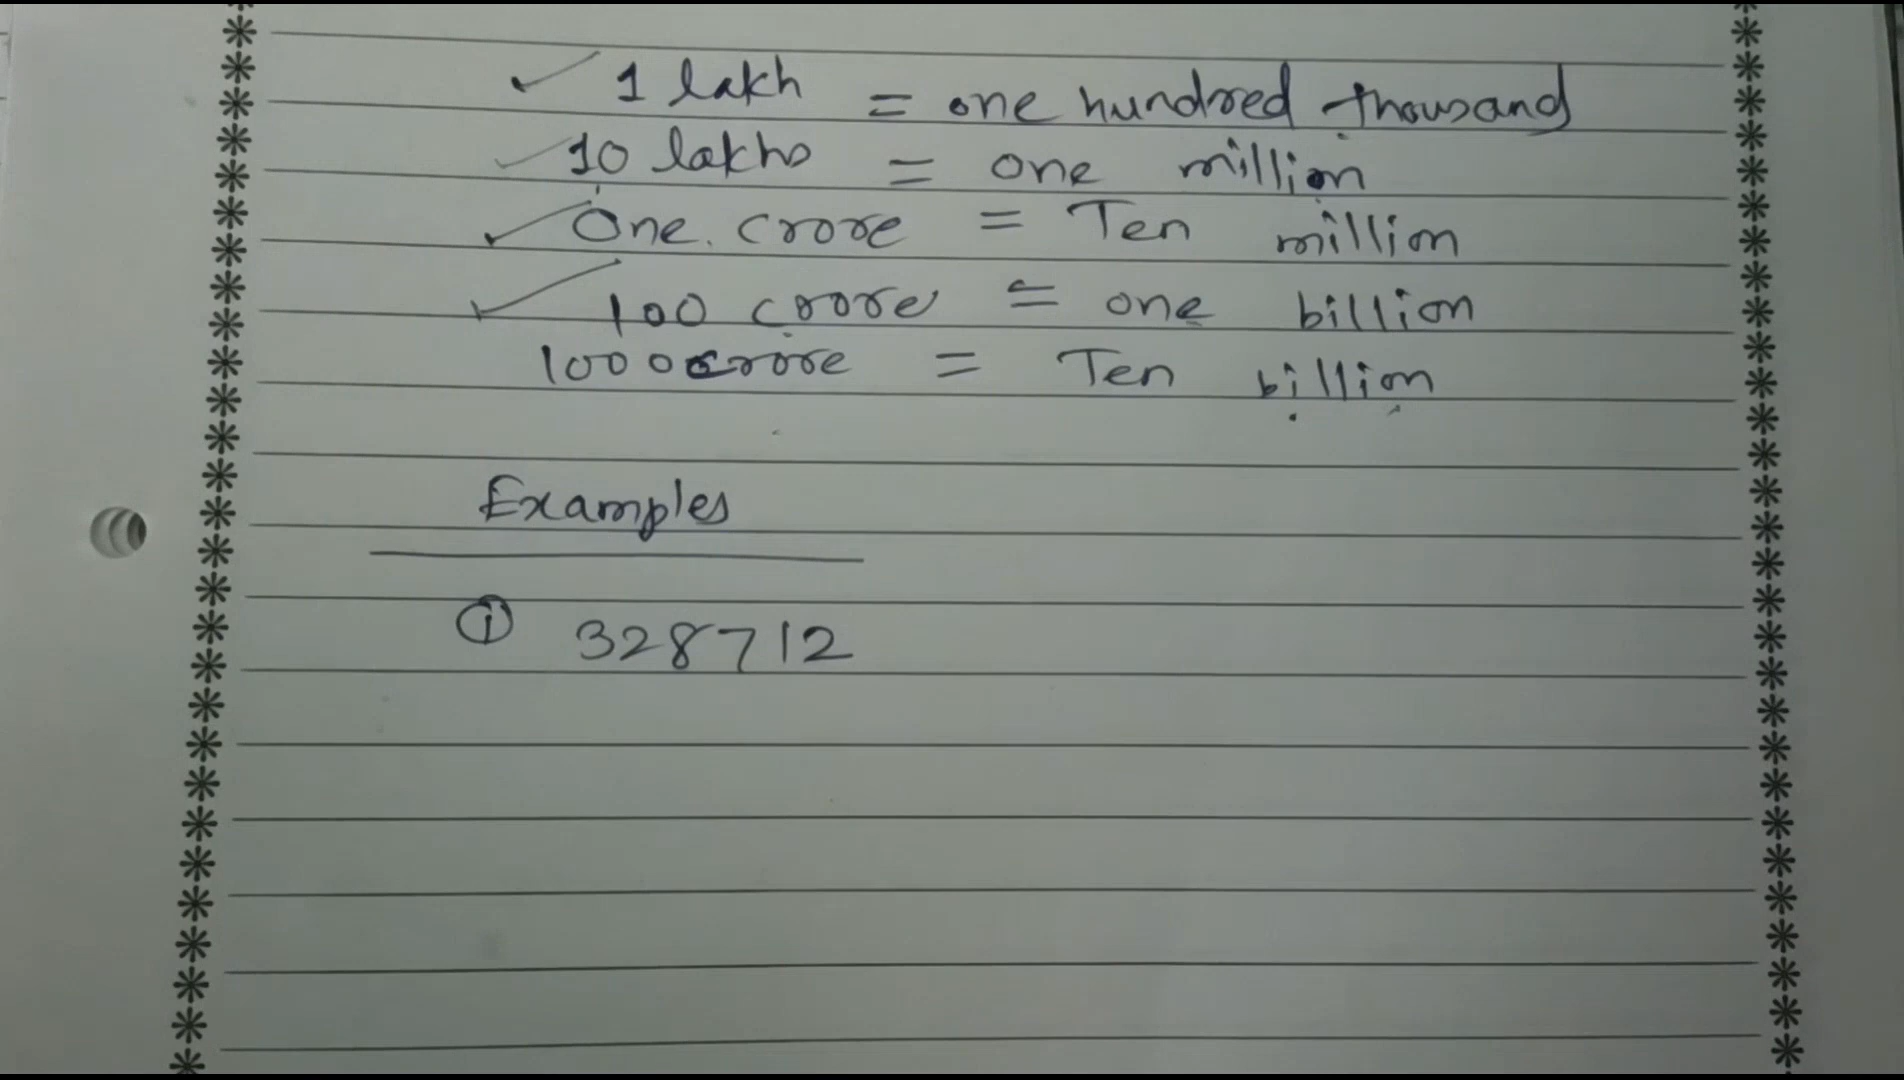 1 lakh = one hundred thousand
10 lakhs = one million
One crore = Ten million
100 crore = one billion
1000 crore = Ten billion
Examples
① 328712